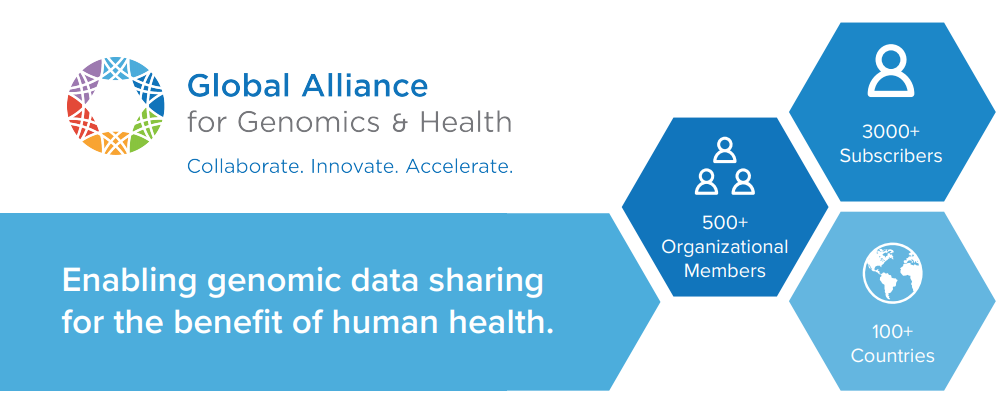 Global Alliance
for Genomics & Health
Collaborate. Innovate. Accelerate.
Enabling genomic data sharing
for the benefit of human health.
500+
Organizational
Members
3000+
Subscribers
100+
Countries